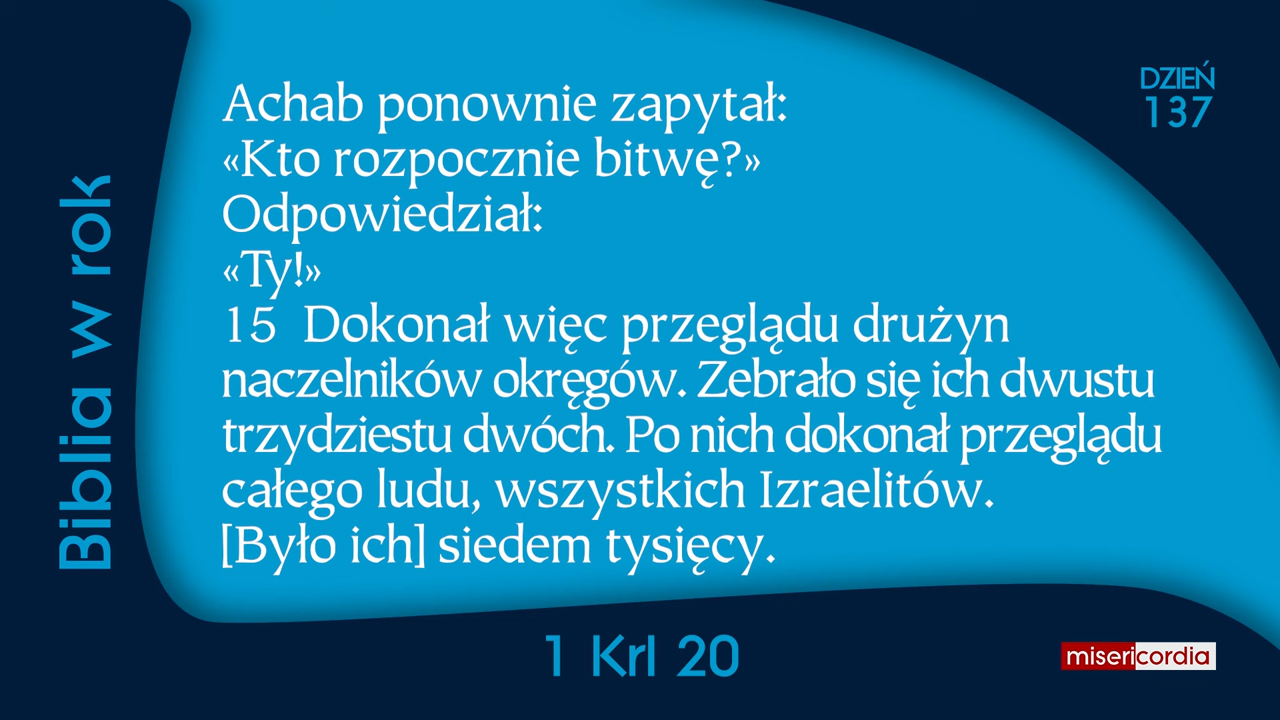 DZIEŃ
137
Achab ponownie zapytał:
«Kto rozpocznie bitwę?»
Odpowiedział:
«Ty!»
15 Dokonał więc przeglądu drużyn
naczelników okręgów. Zebrało się ich dwustu
trzydziestu dwóch. Po nich dokonał przeglądu
całego ludu, wszystkich Izraelitów.
[Było ich] siedem tysięcy.
Biblia w rok
1 Krl 20
misericordia